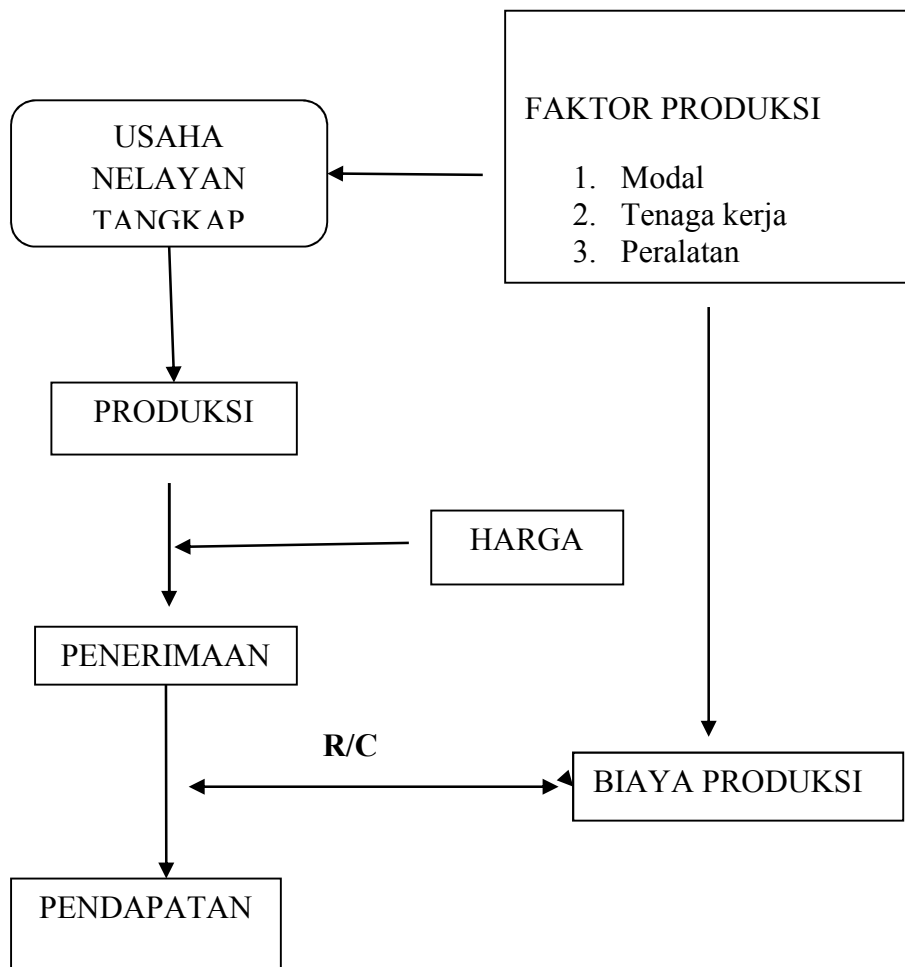 USAHA
NELAYAN
TANGKAP
FAKTOR PRODUKSI
1. Modal
2. Tenaga kerja
3. Peralatan
PRODUKSI
HARGA
PENERIMAAN
R/C
BIAYA PRODUKSI
PENDAPATAN